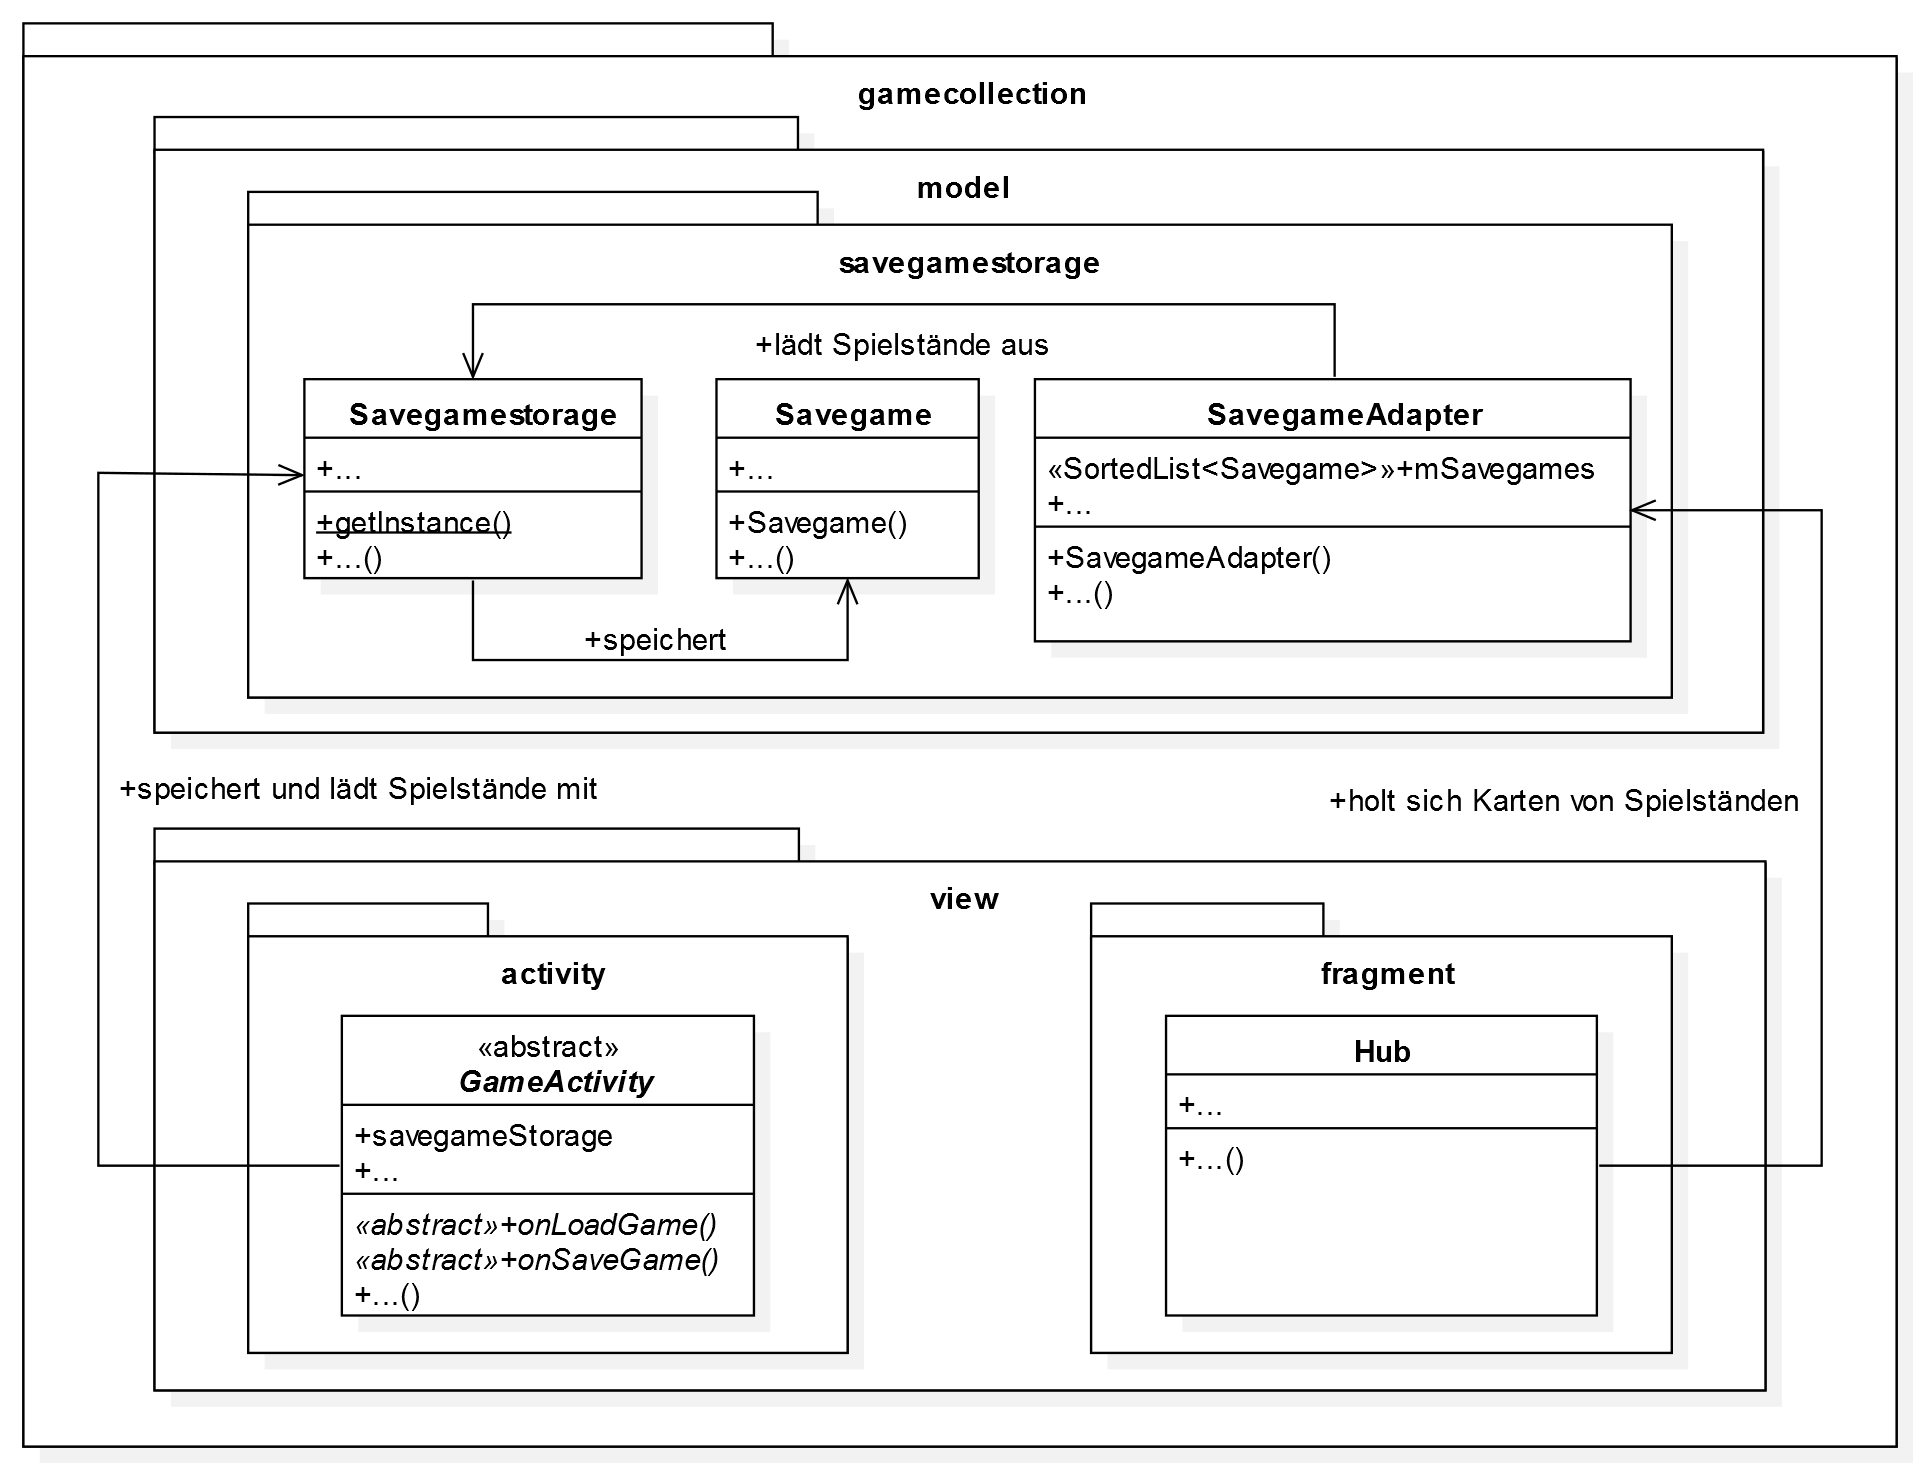 gamecollection
model
savegamestorage
+lädt Spielstände aus
Savegamestorage
+...
+getInstance()
+...()
Savegame
+...
+Savegame()
+...()
SavegameAdapter
«SortedList<Savegame>»+mSavegames
+...
+SavegameAdapter()
+...()
+speichert
+speichert und lädt Spielstände mit
+holt sich Karten von Spielständen
view
activity
«abstract»
GameActivity
+savegameStorage
+...
«abstract»+onLoadGame()
«abstract»+onSaveGame()
+...()
fragment
Hub
+...
+...()